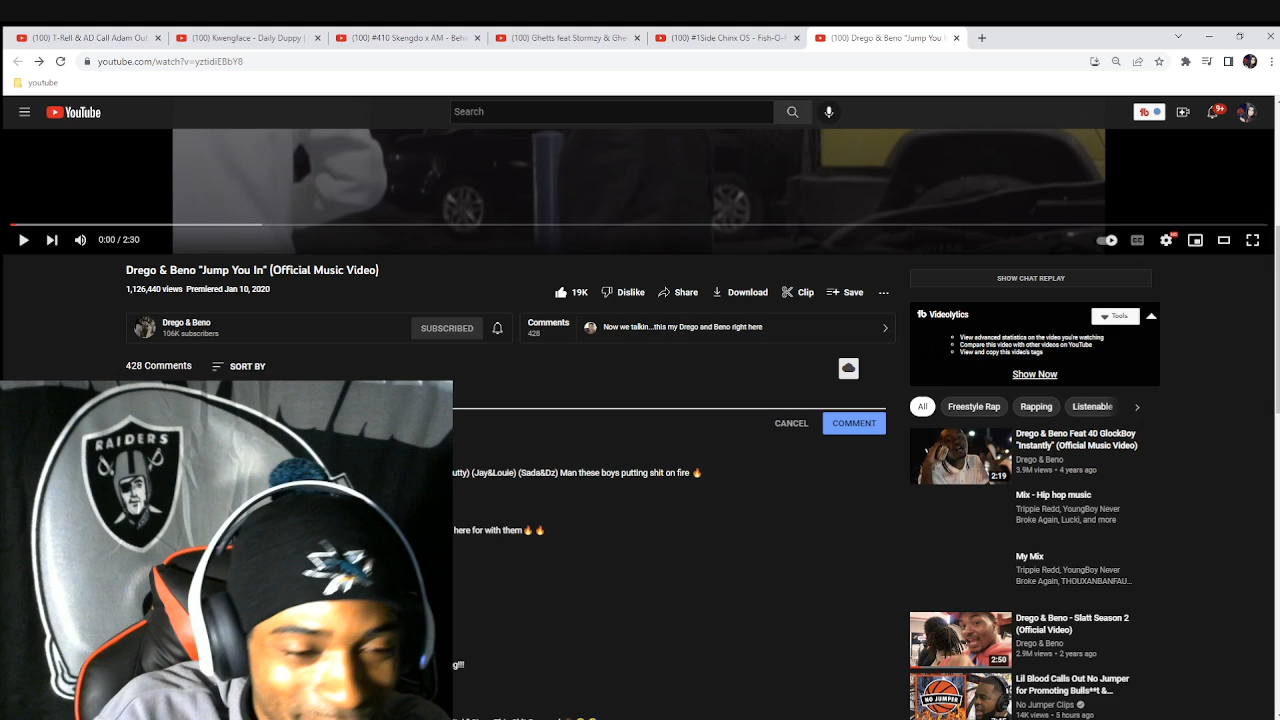 (100) T-Rell & AD Call Adam Out
(100) Kwengface - Daily Duppy |
(100) #410 Skengdo x AM - Behi
(100) Ghetts feat Stormzy & Ghe
(100) #1Side Chinx OS - Fish-O-F
(100) Drego & Beno "Jump You I
youtube.com/watch?v=yztidiEBbY8
youtube
YouTube
Search
9+
0:00 / 2:30
HD
Drego & Beno "Jump You In" (Official Music Video)
1,126,440 views Premiered Jan 10, 2020
19K
Dislike
Share
Download
Clip
Save
Drego & Beno
106K subscribers
SUBSCRIBED
Comments
428
Now we talkin...this my Drego and Beno right here
428 Comments
SORT BY
CANCEL
COMMENT
utty) (Jay&Louie) (Sada&Dz) Man these boys putting shit on fire 🔥
here for with them🔥🔥
g!!!
RAIDERS
SHOW CHAT REPLAY
Videolytics
Tools
View advanced statistics on the video you're watching
Compare this video with other videos on YouTube
View and copy this video's tags
Show Now
All
Freestyle Rap
Rapping
Listenable
Drego & Beno Feat 40 GlockBoy
"Instantly" (Official Music Video)
Drego & Beno
3.9M views • 4 years ago
2:19
Mix - Hip hop music
Trippie Redd, YoungBoy Never
Broke Again, Lucki, and more
My Mix
Trippie Redd, YoungBoy Never
Broke Again, THOUXANBANFAU...
Drego & Beno - Slatt Season 2
(Official Video)
Drego & Beno
2.9M views • 2 years ago
2:50
Lil Blood Calls Out No Jumper
for Promoting Bulls**t &...
No Jumper Clips
14K views • 5 hours ago
NO JUMPER